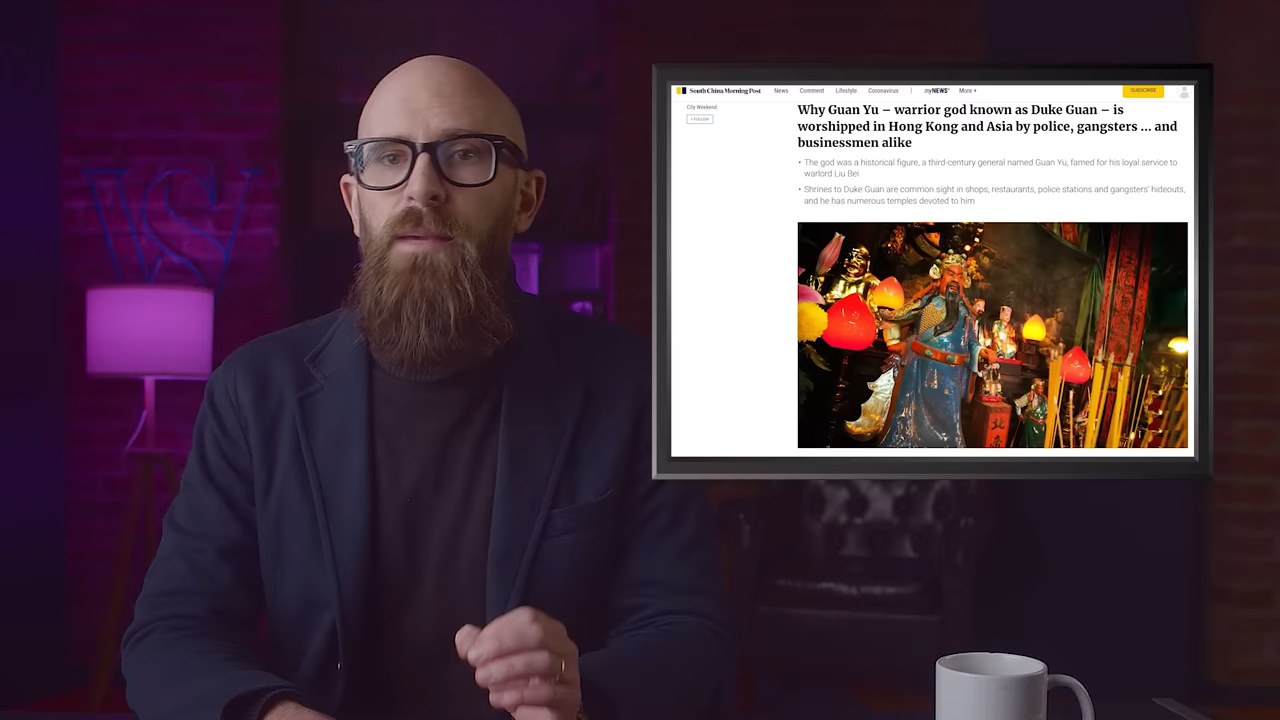 WS
South China Morning Post News Comment Lifestyle Coronavirus | myNEWS More + SUBSCRIBE
City Weekend
+ FOLLOW
Why Guan Yu – warrior god known as Duke Guan – is
worshipped in Hong Kong and Asia by police, gangsters ... and
businessmen alike
• The god was a historical figure, a third-century general named Guan Yu, famed for his loyal service to
warlord Liu Bei
• Shrines to Duke Guan are common sight in shops, restaurants, police stations and gangsters' hideouts,
and he has numerous temples devoted to him
北